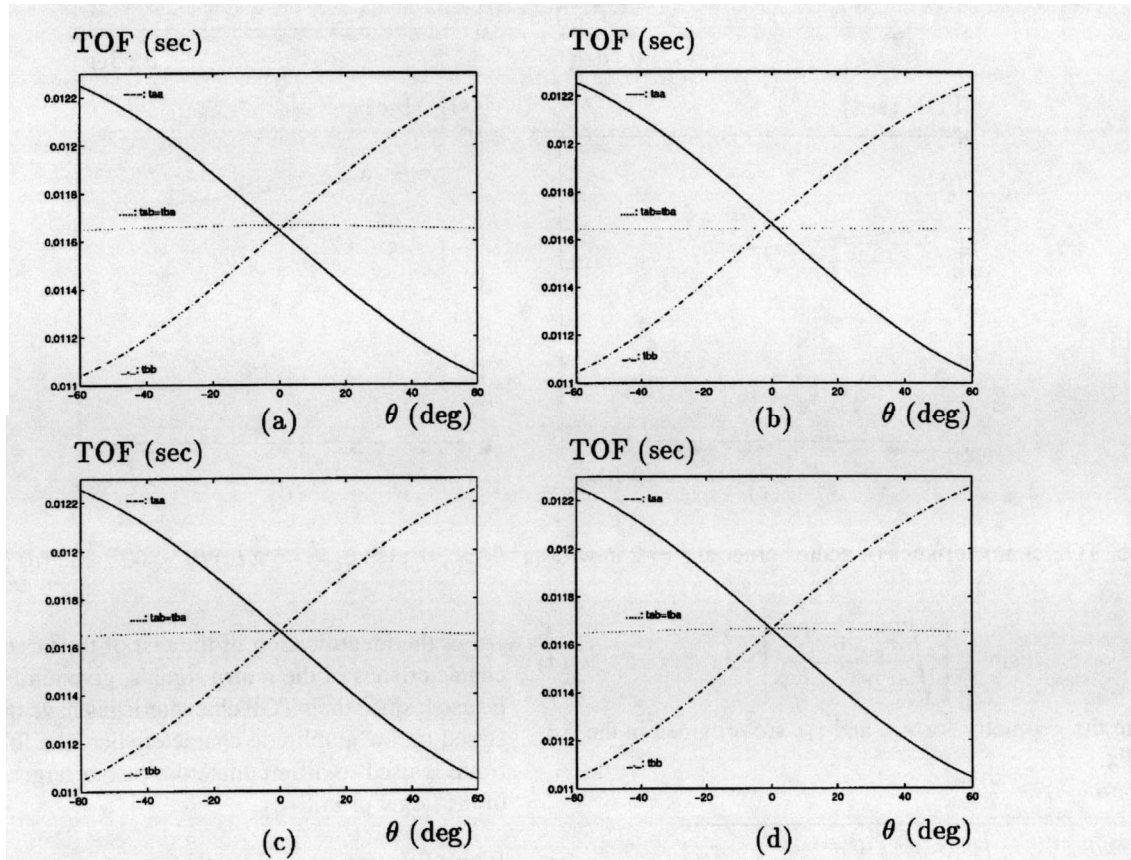 TOF (sec)
taa
0.0122
0.012
0.0118
tab=tba
0.0116
0.0114
0.0112
tbb
0.011
-60 -40 -20 0 20 40 60
(a) θ (deg)
TOF (sec)
taa
0.0122
0.012
0.0118
tab=tba
0.0116
0.0114
0.0112
tbb
0.011
-60 -40 -20 0 20 40 60
(b) θ (deg)
TOF (sec)
taa
0.0122
0.012
0.0118
tab=tba
0.0116
0.0114
0.0112
tbb
0.011
-60 -40 -20 0 20 40 60
(c) θ (deg)
TOF (sec)
taa
0.0122
0.012
0.0118
tab=tba
0.0116
0.0114
0.0112
tbb
0.011
-60 -40 -20 0 20 40 60
(d) θ (deg)